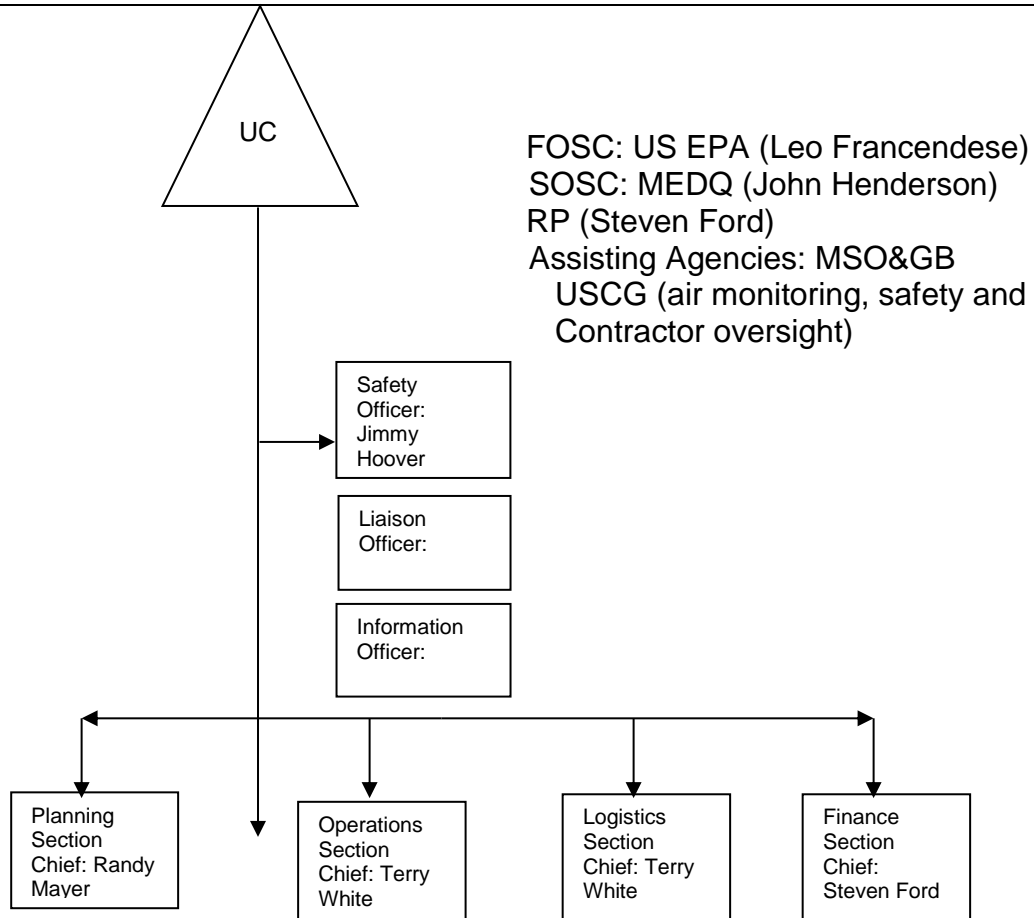 UC
FOSC: US EPA (Leo Francendese)
SOSC: MEDQ (John Henderson)
RP (Steven Ford)
Assisting Agencies: MSO&GB
USCG (air monitoring, safety and
Contractor oversight)
Safety
Officer:
Jimmy
Hoover
Liaison
Officer:
Information
Officer:
Planning
Section
Chief: Randy
Mayer
Operations
Section
Chief: Terry
White
Logistics
Section
Chief: Terry
White
Finance
Section
Chief:
Steven Ford